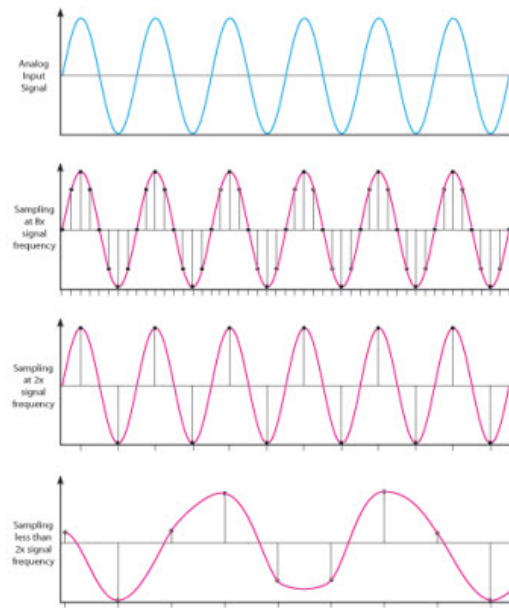 Analog
Input
Signal
Sampling
at 8x
signal
frequency
Sampling
at 2x
signal
frequency
Sampling
less than
2x signal
frequency